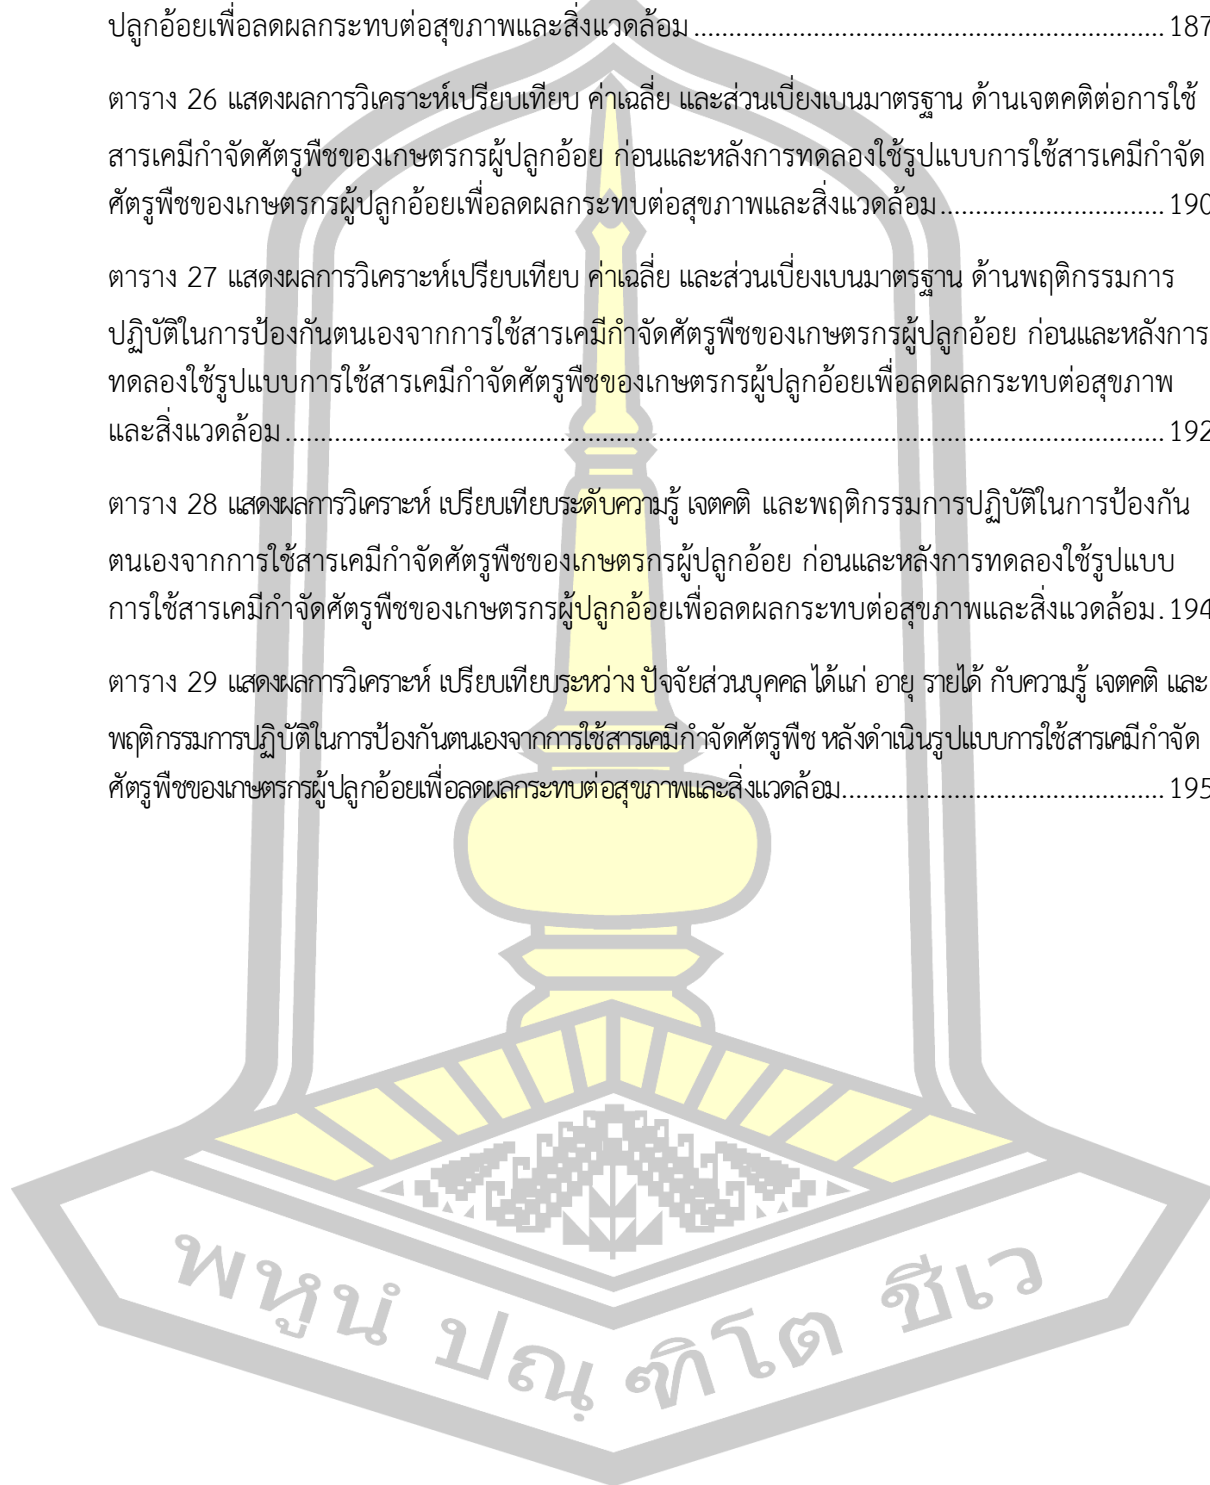 ปลูกอ้อยเพื่อลดผลกระทบต่อสุขภาพและสิ่งแวดล้อม ........................................................... 187
ตาราง 26 แสดงผลการวิเคราะห์เปรียบเทียบ ค่าเฉลี่ย และส่วนเบี่ยงเบนมาตรฐาน ด้านเจตคติต่อการใช้
สารเคมีกำจัดศัตรูพืชของเกษตรกรผู้ปลูกอ้อย ก่อนและหลังการทดลองใช้รูปแบบการใช้สารเคมีกำจัด
ศัตรูพืชของเกษตรกรผู้ปลูกอ้อยเพื่อลดผลกระทบต่อสุขภาพและสิ่งแวดล้อม ............................ 190
ตาราง 27 แสดงผลการวิเคราะห์เปรียบเทียบ ค่าเฉลี่ย และส่วนเบี่ยงเบนมาตรฐาน ด้านพฤติกรรมการ
ปฏิบัติในการป้องกันตนเองจากการใช้สารเคมีกำจัดศัตรูพืชของเกษตรกรผู้ปลูกอ้อย ก่อนและหลังการ
ทดลองใช้รูปแบบการใช้สารเคมีกำจัดศัตรูพืชของเกษตรกรผู้ปลูกอ้อยเพื่อลดผลกระทบต่อสุขภาพ
และสิ่งแวดล้อม ............................................................................................................. 192
ตาราง 28 แสดงผลการวิเคราะห์ เปรียบเทียบระดับความรู้ เจตคติ และพฤติกรรมการปฏิบัติในการป้องกัน
ตนเองจากการใช้สารเคมีกำจัดศัตรูพืชของเกษตรกรผู้ปลูกอ้อย ก่อนและหลังการทดลองใช้รูปแบบ
การใช้สารเคมีกำจัดศัตรูพืชของเกษตรกรผู้ปลูกอ้อยเพื่อลดผลกระทบต่อสุขภาพและสิ่งแวดล้อม. 194
ตาราง 29 แสดงผลการวิเคราะห์ เปรียบเทียบระหว่าง ปัจจัยส่วนบุคคล ได้แก่ อายุ รายได้ กับความรู้ เจตคติ และ
พฤติกรรมการปฏิบัติในการป้องกันตนเองจากการใช้สารเคมีกำจัดศัตรูพืช หลังดำเนินรูปแบบการใช้สารเคมีกำจัด
ศัตรูพืชของเกษตรกรผู้ปลูกอ้อยเพื่อลดผลกระทบต่อสุขภาพและสิ่งแวดล้อม......................................... 195
พหูนํ ปณฺฑิโต ชีเว